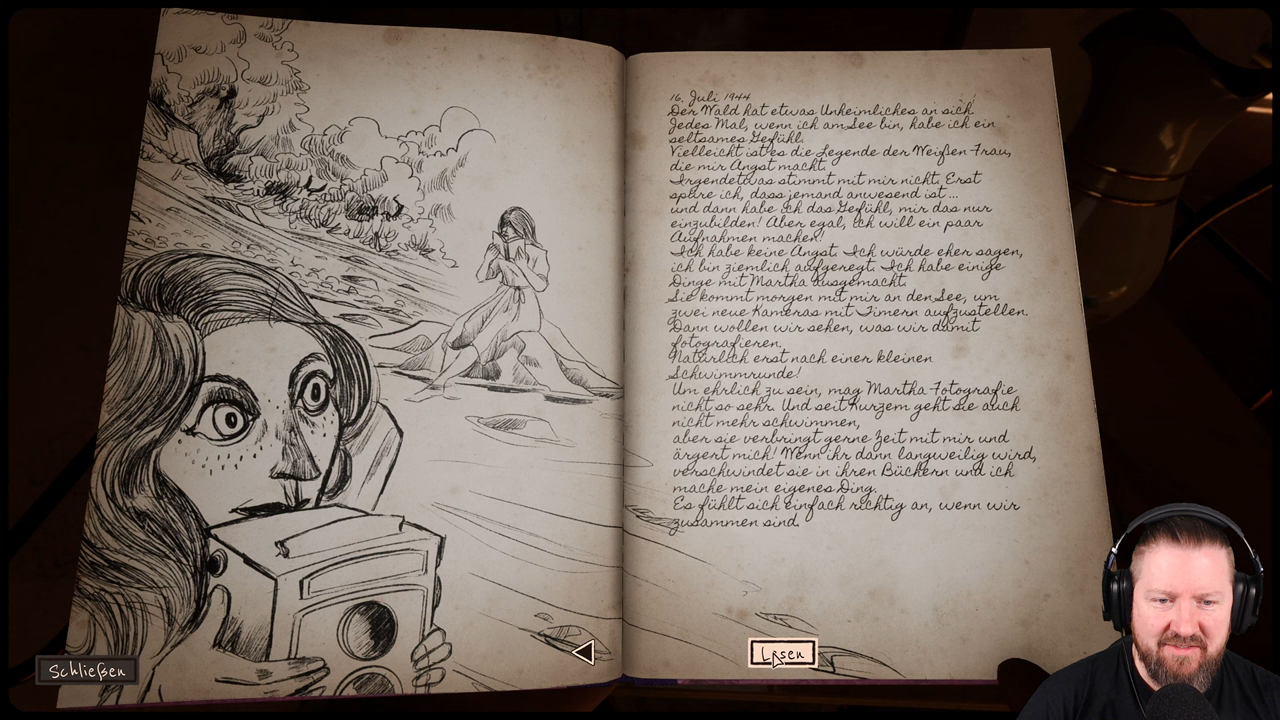 16. Juli 1944
Der Wald hat etwas Unheimliches an sich.
Jedes Mal, wenn ich am See bin, habe ich ein
seltsames Gefühl.
Vielleicht ist es die Legende der Weißen Frau,
die mir Angst macht.
Irgendetwas stimmt mit mir nicht. Erst
spüre ich, dass jemand anwesend ist ...
und dann habe ich das Gefühl, mir das nur
einzubilden! Aber egal, ich will ein paar
Aufnahmen machen!
Ich habe keine Angst. Ich würde eher sagen,
ich bin ziemlich aufgeregt. Ich habe einige
Dinge mit Martha ausgemacht.
Sie kommt morgen mit mir an den See, um
zwei neue Kameras mit Timern aufzustellen.
Dann wollen wir sehen, was wir damit
fotografieren.
Natürlich erst nach einer kleinen
Schwimmrunde!
Um ehrlich zu sein, mag Martha Fotografie
nicht so sehr. Und seit Kurzem geht sie auch
nicht mehr schwimmen,
aber sie verbringt gerne Zeit mit mir und
ärgert mich! Wenn ihr dann langweilig wird,
verschwindet sie in ihren Büchern und ich
mache mein eigenes Ding.
Es fühlt sich einfach richtig an, wenn wir
zusammen sind.
Lesen
Schließen